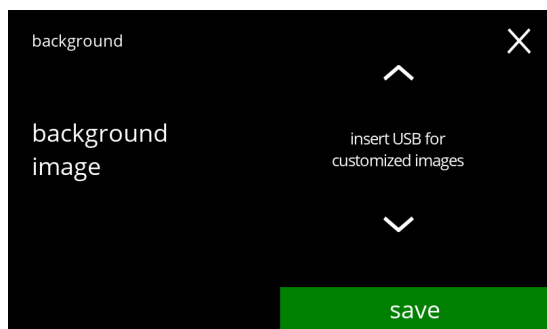 background
background
image
insert USB for
customized images
save